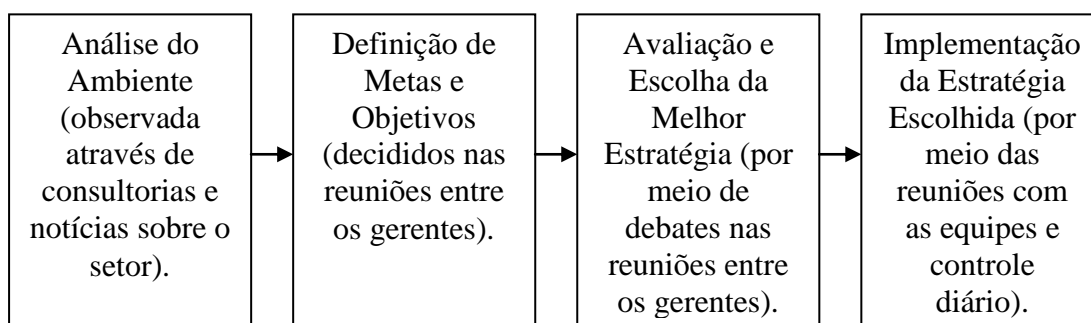 Análise do
Ambiente
(observada
através de
consultorias e
notícias sobre o
setor).
Definição de
Metas e
Objetivos
(decididos nas
reuniões entre
os gerentes).
Avaliação e
Escolha da
Melhor
Estratégia (por
meio de
debates nas
reuniões entre
os gerentes).
Implementação
da Estratégia
Escolhida (por
meio das
reuniões com
as equipes e
controle
diário).